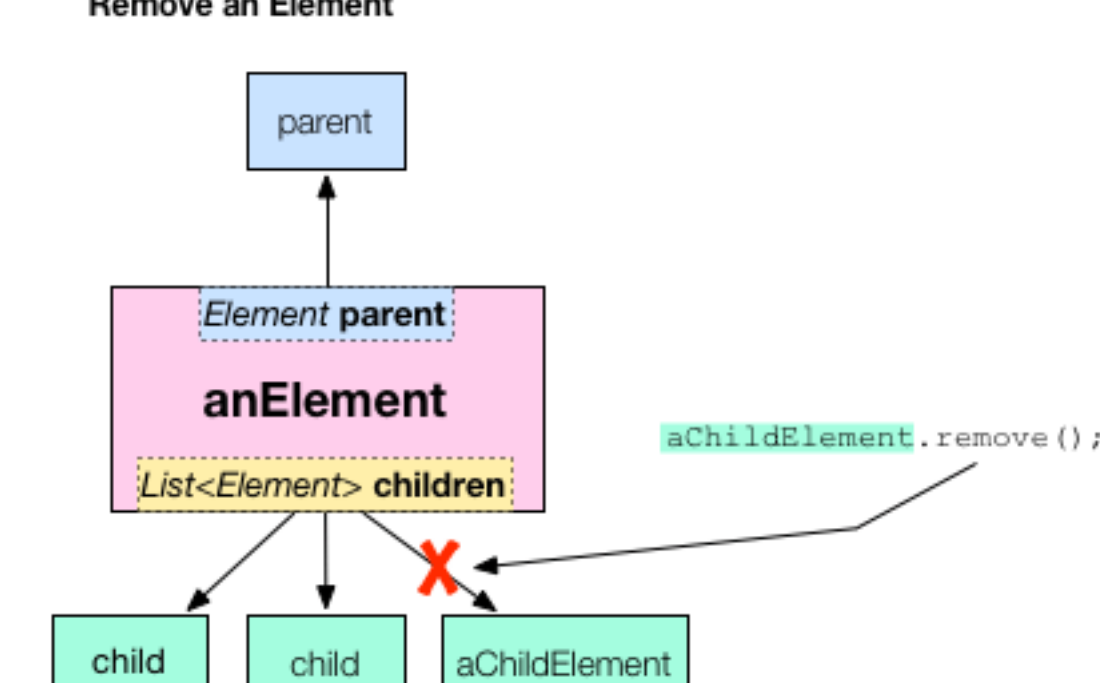 Remove an Element
parent
Element parent
anElement
aChildElement.remove();
List<Element> children
child
child
aChildElement